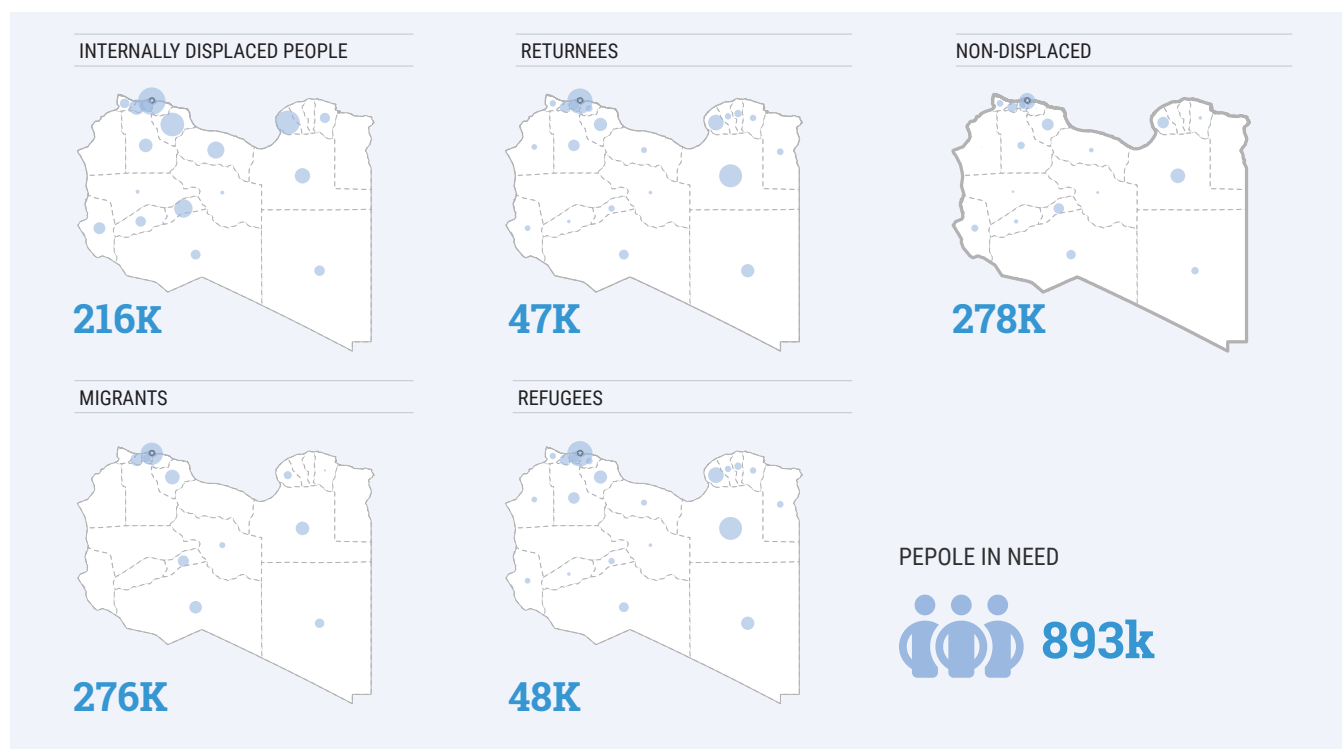 INTERNALLY DISPLACED PEOPLE
RETURNEES
NON-DISPLACED
216K
47K
278K
MIGRANTS
REFUGEES
276K
48K
PEPOLE IN NEED
893k